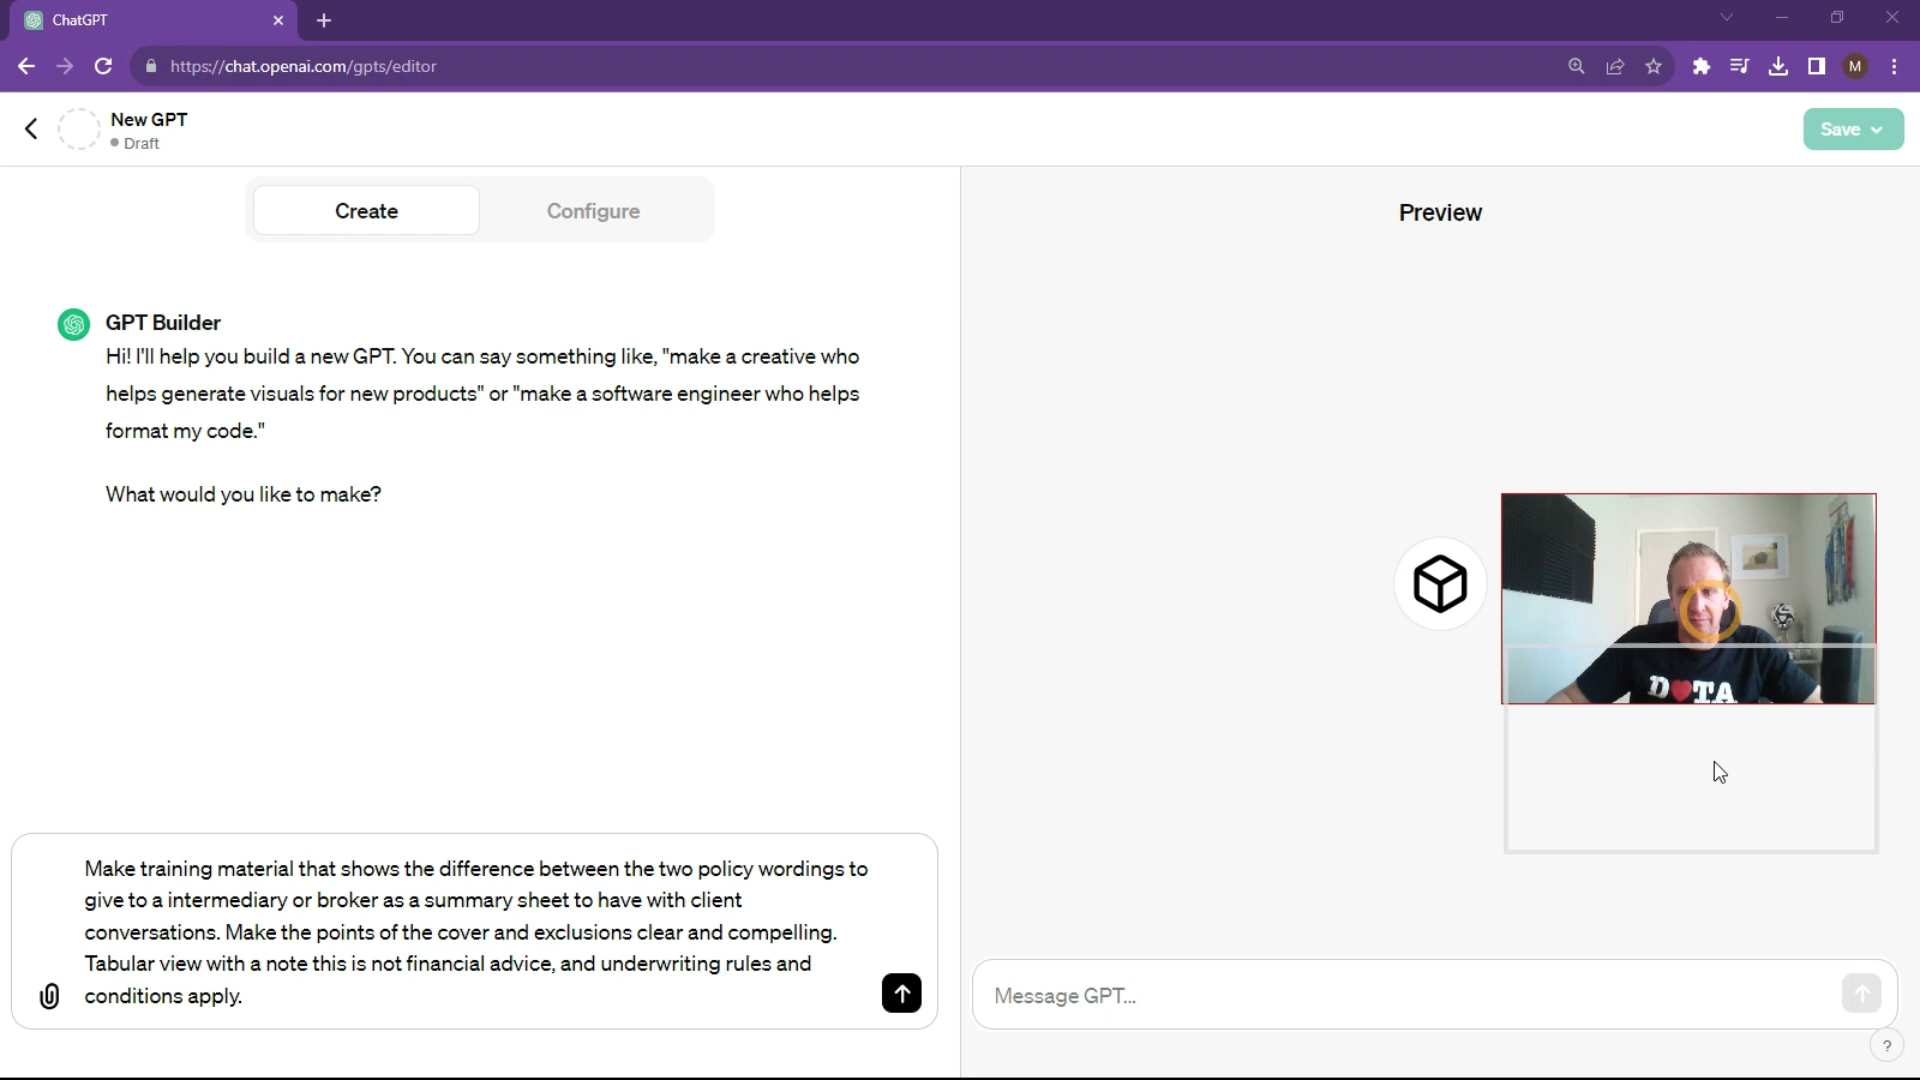 ChatGPT
https://chat.openai.com/gpts/editor
M
New GPT
Draft
Save
Create
Configure
Preview
GPT Builder
Hi! I'll help you build a new GPT. You can say something like, "make a creative who
helps generate visuals for new products" or "make a software engineer who helps
format my code."
What would you like to make?
D♥TA
Make training material that shows the difference between the two policy wordings to
give to a intermediary or broker as a summary sheet to have with client
conversations. Make the points of the cover and exclusions clear and compelling.
Tabular view with a note this is not financial advice, and underwriting rules and
conditions apply.
Message GPT...
?